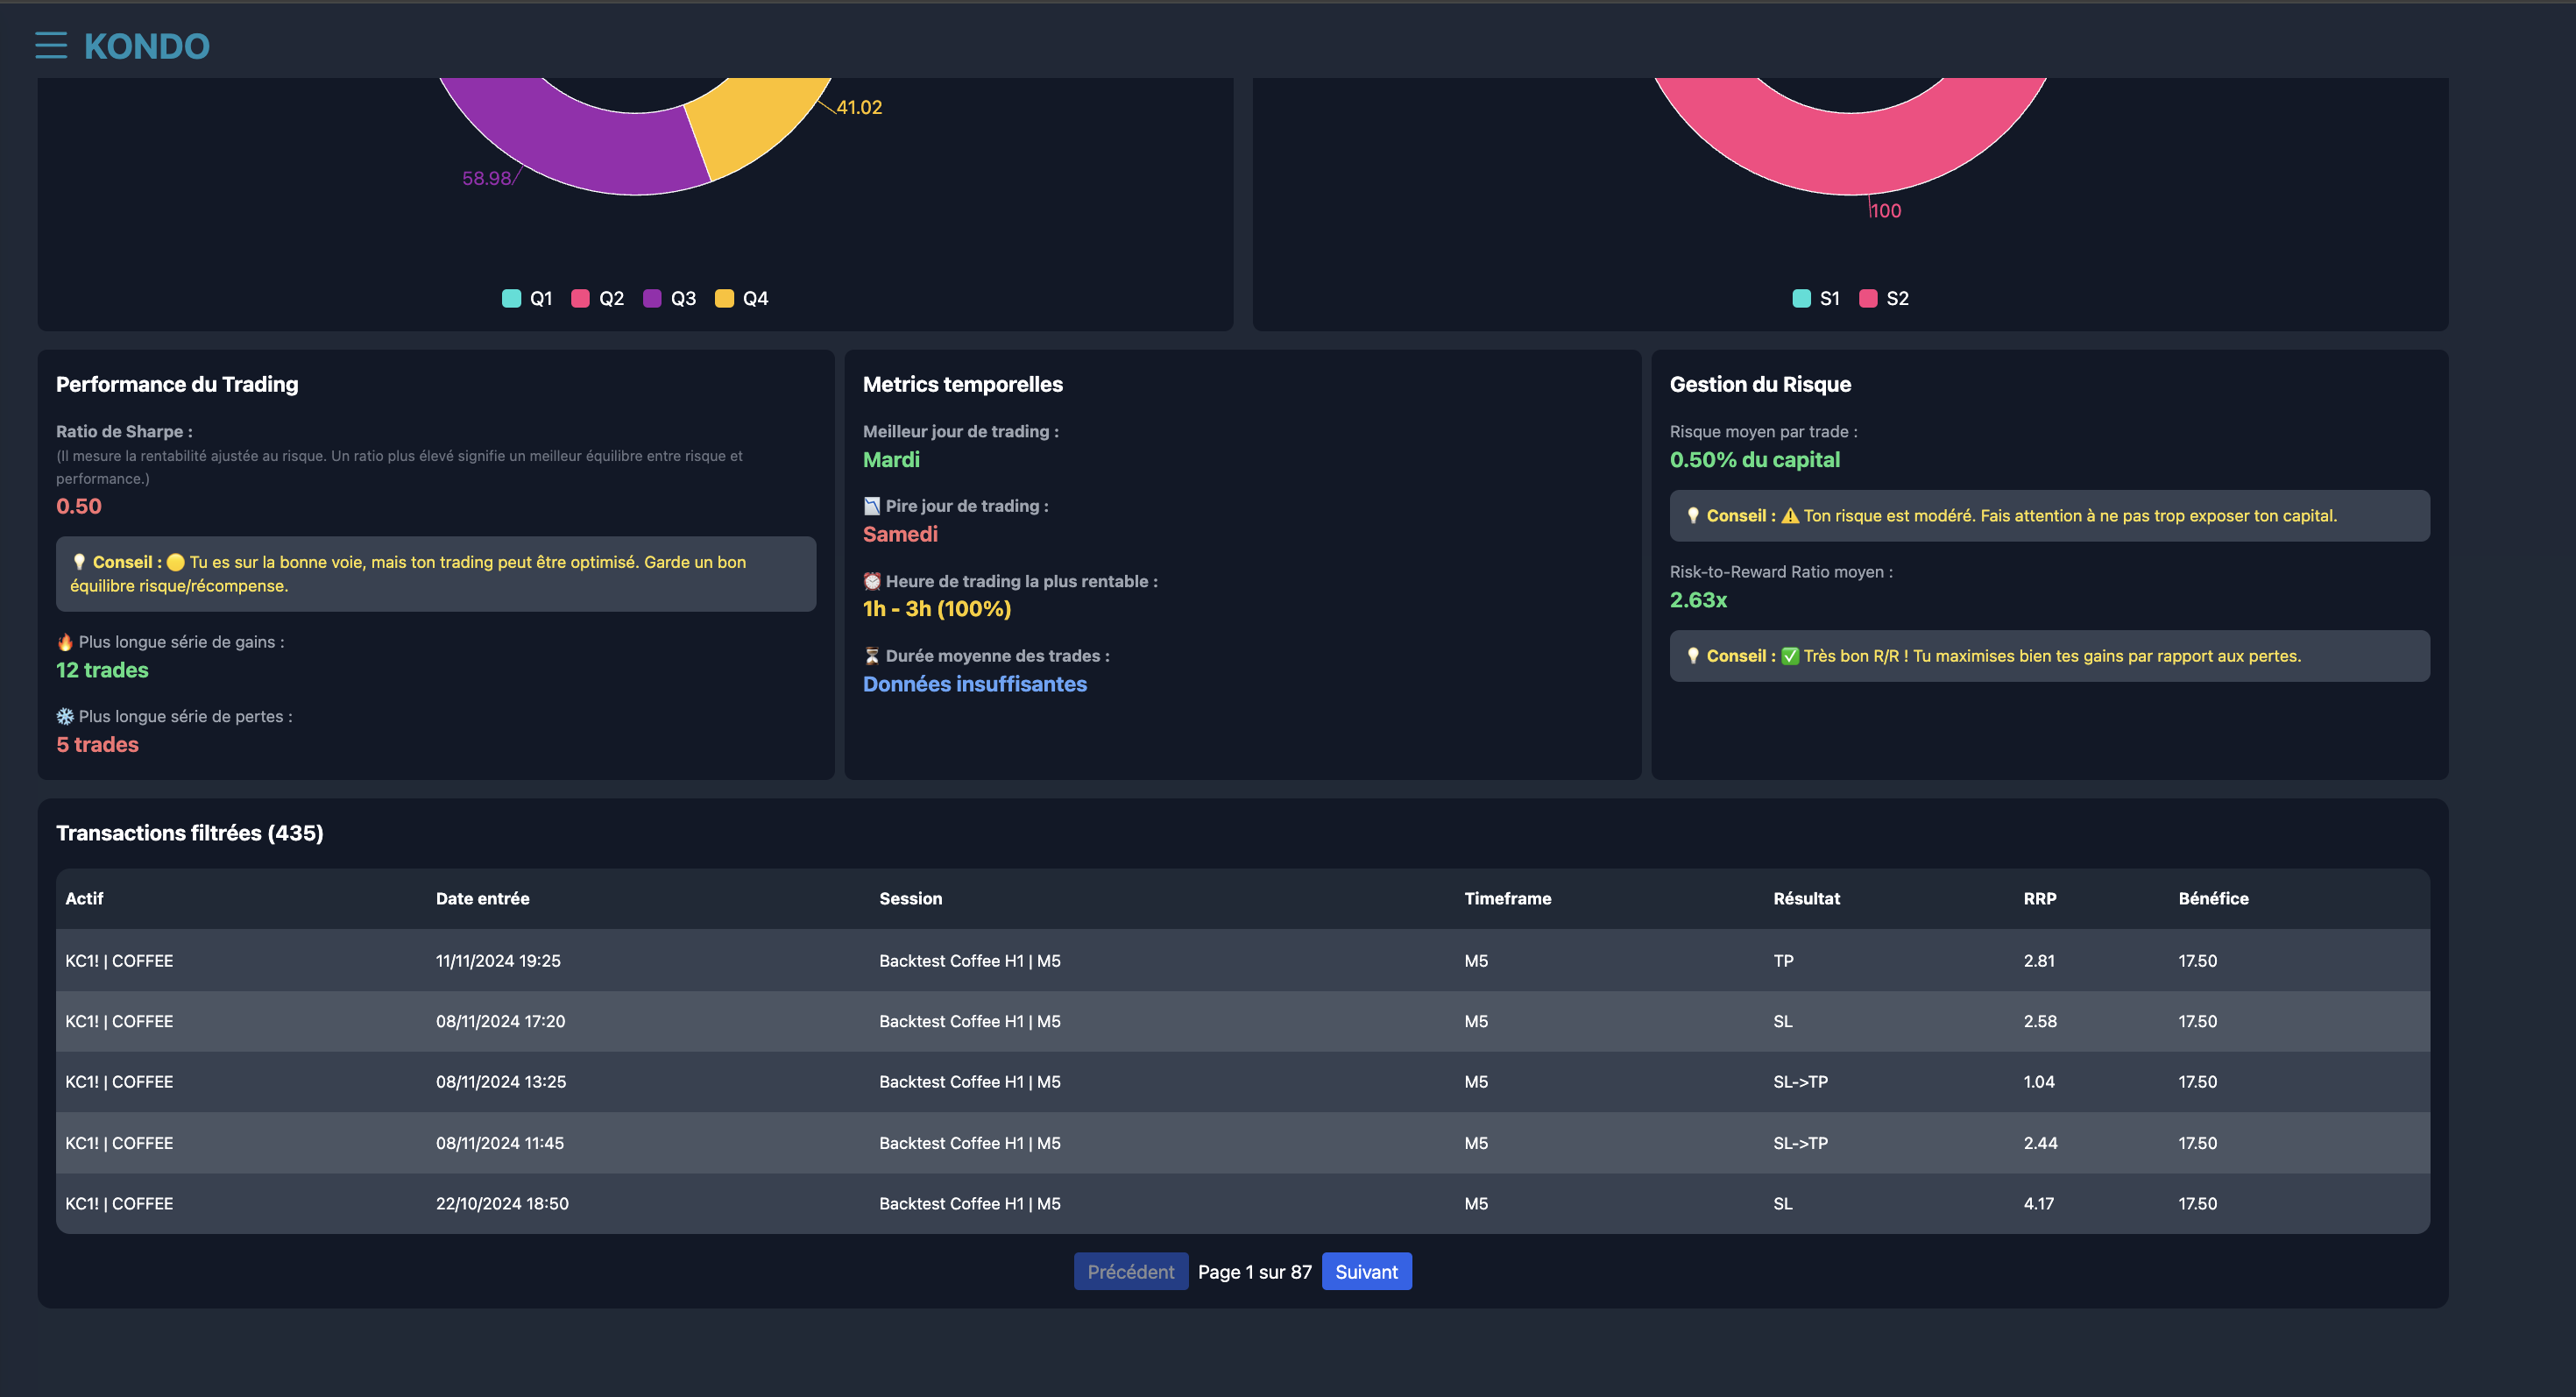 KONDO
41.02
58.98
100
Q1 Q2 Q3 Q4
S1 S2
Performance du Trading
Ratio de Sharpe :
(Il mesure la rentabilité ajustée au risque. Un ratio plus élevé signifie un meilleur équilibre entre risque et
performance.)
0.50
💡 Conseil : 🟡 Tu es sur la bonne voie, mais ton trading peut être optimisé. Garde un bon
équilibre risque/récompense.
🔥 Plus longue série de gains :
12 trades
❄️ Plus longue série de pertes :
5 trades
Metrics temporelles
Meilleur jour de trading :
Mardi
📉 Pire jour de trading :
Samedi
⏰ Heure de trading la plus rentable :
1h - 3h (100%)
⏳ Durée moyenne des trades :
Données insuffisantes
Gestion du Risque
Risque moyen par trade :
0.50% du capital
💡 Conseil : ⚠️ Ton risque est modéré. Fais attention à ne pas trop exposer ton capital.
Risk-to-Reward Ratio moyen :
2.63x
💡 Conseil : ✅ Très bon R/R ! Tu maximises bien tes gains par rapport aux pertes.
Transactions filtrées (435)
Actif Date entrée Session Timeframe Résultat RRP Bénéfice
KC1! | COFFEE 11/11/2024 19:25 Backtest Coffee H1 | M5 M5 TP 2.81 17.50
KC1! | COFFEE 08/11/2024 17:20 Backtest Coffee H1 | M5 M5 SL 2.58 17.50
KC1! | COFFEE 08/11/2024 13:25 Backtest Coffee H1 | M5 M5 SL->TP 1.04 17.50
KC1! | COFFEE 08/11/2024 11:45 Backtest Coffee H1 | M5 M5 SL->TP 2.44 17.50
KC1! | COFFEE 22/10/2024 18:50 Backtest Coffee H1 | M5 M5 SL 4.17 17.50
Précédent Page 1 sur 87 Suivant